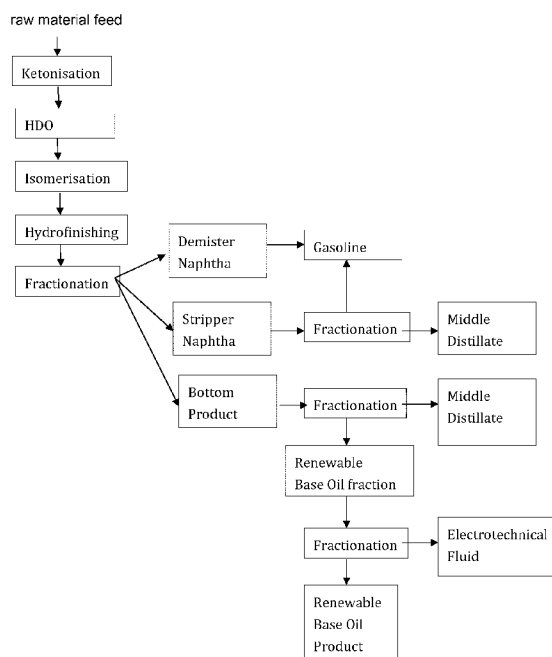 raw material feed
Ketonisation
HDO
Isomerisation
Hydrofinishing
Fractionation
Demister
Naphtha
Gasoline
Stripper
Naphtha
Fractionation
Middle
Distillate
Bottom
Product
Fractionation
Middle
Distillate
Renewable
Base Oil fraction
Fractionation
Electrotechnical
Fluid
Renewable
Base Oil
Product